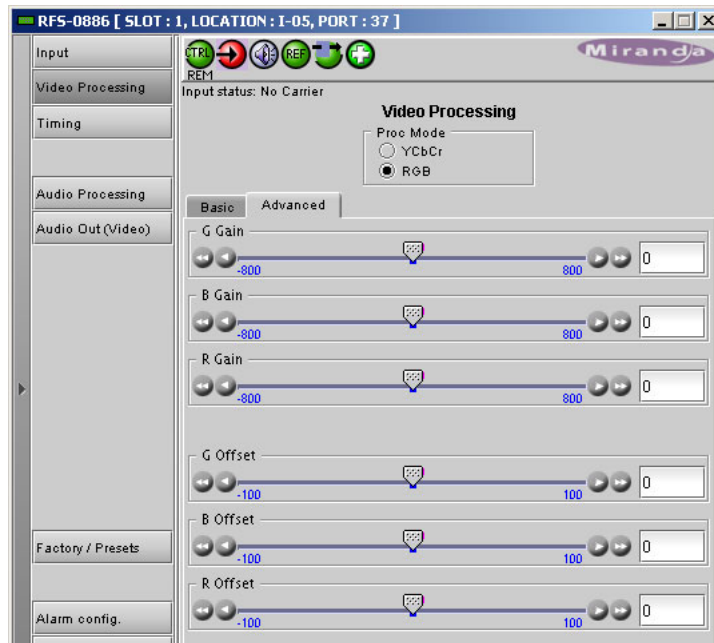 RFS-0886 [ SLOT : 1, LOCATION : I-05, PORT : 37 ]
Input
Video Processing
Timing
Audio Processing
Audio Out (Video)
Factory / Presets
Alarm config.
CTRL
REF
REM
Miranda
Input status: No Carrier
Video Processing
Proc Mode
YCbCr
RGB
Basic Advanced
G Gain
-800 800 0
B Gain
-800 800 0
R Gain
-800 800 0
G Offset
-100 100 0
B Offset
-100 100 0
R Offset
-100 100 0